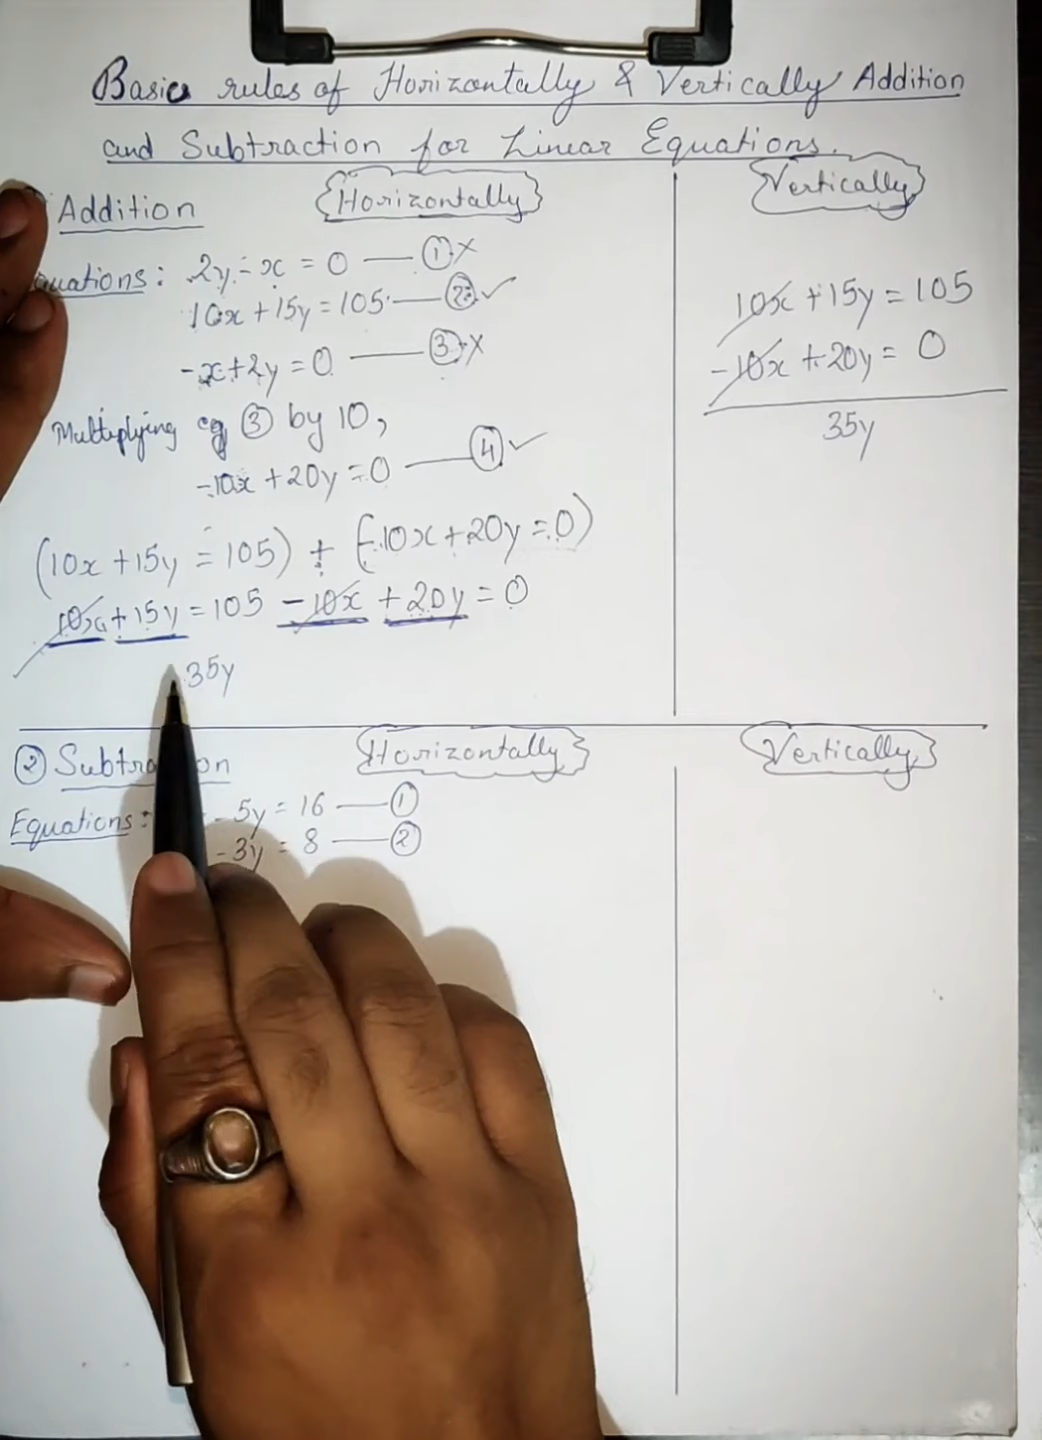 Basic rules of Horizontally & Vertically Addition
and Subtraction for Linear Equations.
Addition
Horizontally
2y - x = 0 — ① ×
10x + 15y = 105 — ② ✓
-x + 2y = 0 — ③ ×
Multiplying eq ③ by 10,
-10x + 20y = 0 — ④ ✓
(10x + 15y = 105) + (-10x + 20y = 0)
10x + 15y = 105 - 10x + 20y = 0
35y
Vertically
10x + 15y = 105
-10x + 20y = 0
35y
② Horizontally
Equations: - 5y = 16 — ①
- 3y = 8 — ②
Vertically